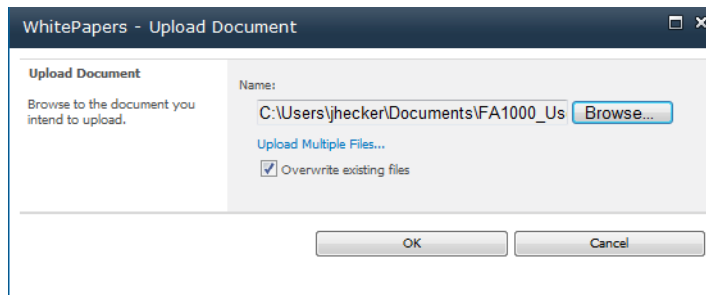 WhitePapers - Upload Document
Upload Document
Browse to the document you
intend to upload.
Name:
C:\Users\jhecker\Documents\FA1000_Us
Browse...
Upload Multiple Files...
Overwrite existing files
OK
Cancel